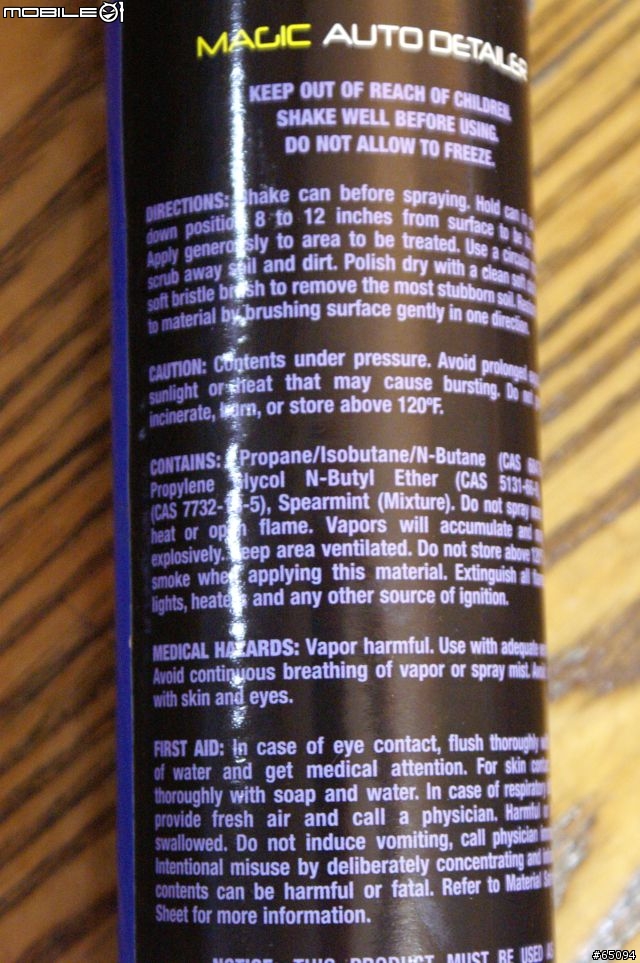 MOBILE01
MAGIC AUTO DETAILER
KEEP OUT OF REACH OF CHILDREN.
SHAKE WELL BEFORE USING.
DO NOT ALLOW TO FREEZE.
DIRECTIONS: Shake can before spraying. Hold can
down position 8 to 12 inches from surface to be
Apply generously to area to be treated. Use a circular
scrub away soil and dirt. Polish dry with a clean soft
soft bristle brush to remove the most stubborn soil.
to material by brushing surface gently in one direction.
CAUTION: Contents under pressure. Avoid prolonged
sunlight or heat that may cause bursting. Do not
incinerate, burn, or store above 120°F.
CONTAINS: Propane/Isobutane/N-Butane (CAS
Propylene Glycol N-Butyl Ether (CAS 5131-66-8,
(CAS 7732- -5), Spearmint (Mixture). Do not spray
heat or open flame. Vapors will accumulate and
explosively. Keep area ventilated. Do not store above
smoke when applying this material. Extinguish all
lights, heaters and any other source of ignition.
MEDICAL HAZARDS: Vapor harmful. Use with adequate
Avoid continuous breathing of vapor or spray mist. Avoid
with skin and eyes.
FIRST AID: In case of eye contact, flush thoroughly
of water and get medical attention. For skin contact
thoroughly with soap and water. In case of respiratory
provide fresh air and call a physician. Harmful
swallowed. Do not induce vomiting, call physician
Intentional misuse by deliberately concentrating and
contents can be harmful or fatal. Refer to Material
Sheet for more information.
NOTICE: THIS PRODUCT MUST BE USED AS
#65094